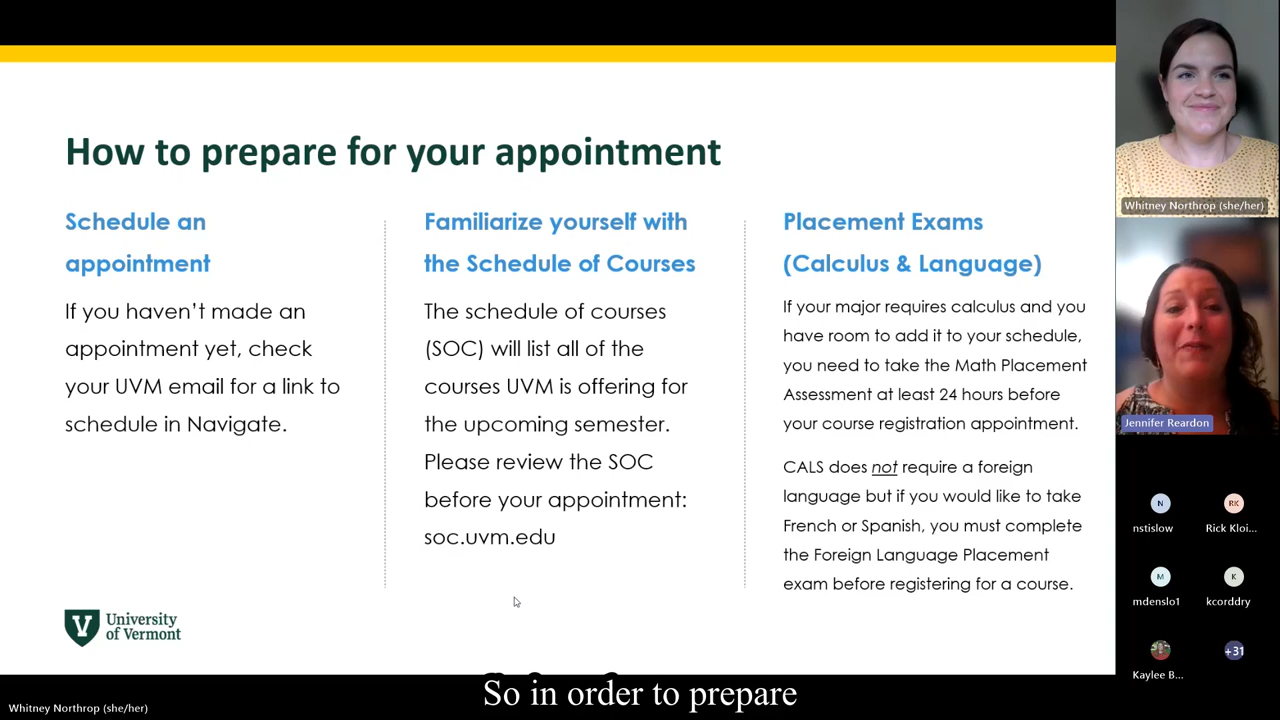 How to prepare for your appointment
Schedule an
appointment
If you haven’t made an
appointment yet, check
your UVM email for a link to
schedule in Navigate.
Familiarize yourself with
the Schedule of Courses
The schedule of courses
(SOC) will list all of the
courses UVM is offering for
the upcoming semester.
Please review the SOC
before your appointment:
soc.uvm.edu
Placement Exams
(Calculus & Language)
If your major requires calculus and you
have room to add it to your schedule,
you need to take the Math Placement
Assessment at least 24 hours before
your course registration appointment.
CALS does not require a foreign
language but if you would like to take
French or Spanish, you must complete
the Foreign Language Placement
exam before registering for a course.
University
of Vermont
Whitney Northrop (she/her)
Jennifer Reardon
N
RK
nstislow
Rick Kloi...
M
K
mdenslo1
kcorddry
+31
Kaylee B...
So in order to prepare
Whitney Northrop (she/her)